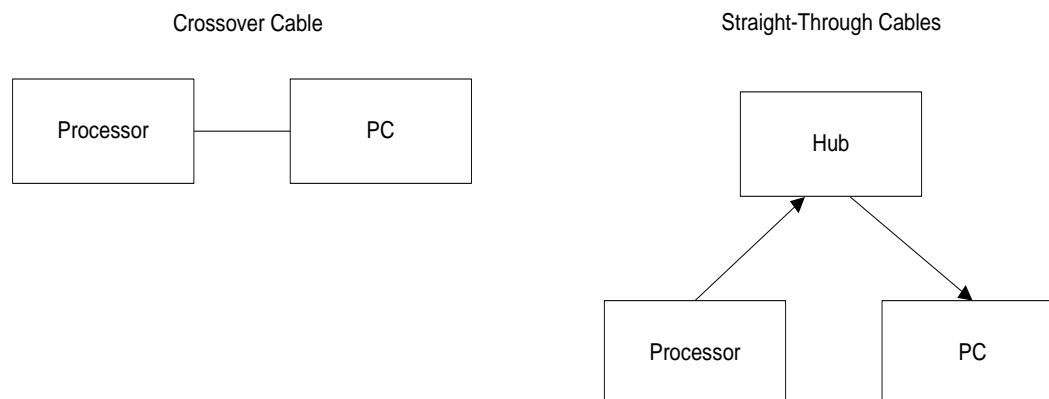 Crossover Cable
Processor
PC
Straight-Through Cables
Hub
Processor
PC